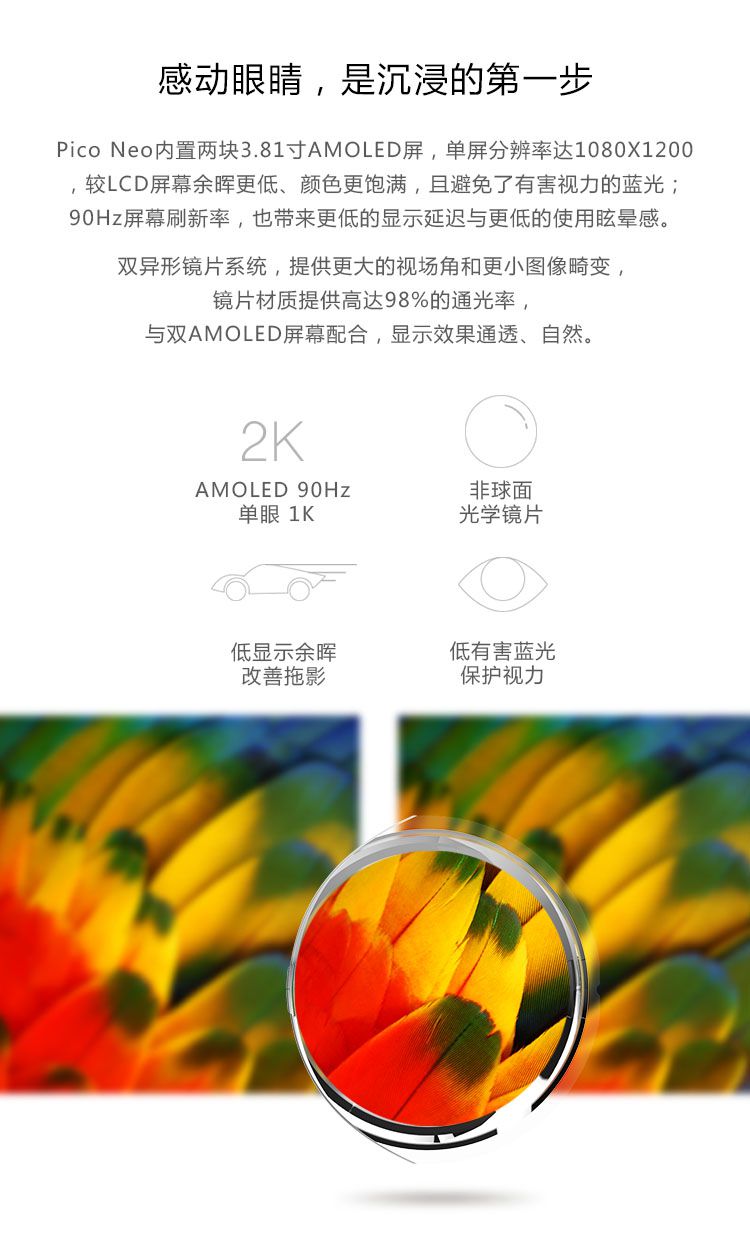 感动眼睛，是沉浸的第一步
Pico Neo内置两块3.81寸AMOLED屏，单屏分辨率达1080X1200
，较LCD屏幕余晖更低、颜色更饱满，且避免了有害视力的蓝光；
90Hz屏幕刷新率，也带来更低的显示延迟与更低的使用眩晕感。
双异形镜片系统，提供更大的视场角和更小图像畸变，
镜片材质提供高达98%的通光率，
与双AMOLED屏幕配合，显示效果通透、自然。
2K
AMOLED 90Hz
单眼 1K
非球面
光学镜片
低显示余晖
改善拖影
低有害蓝光
保护视力